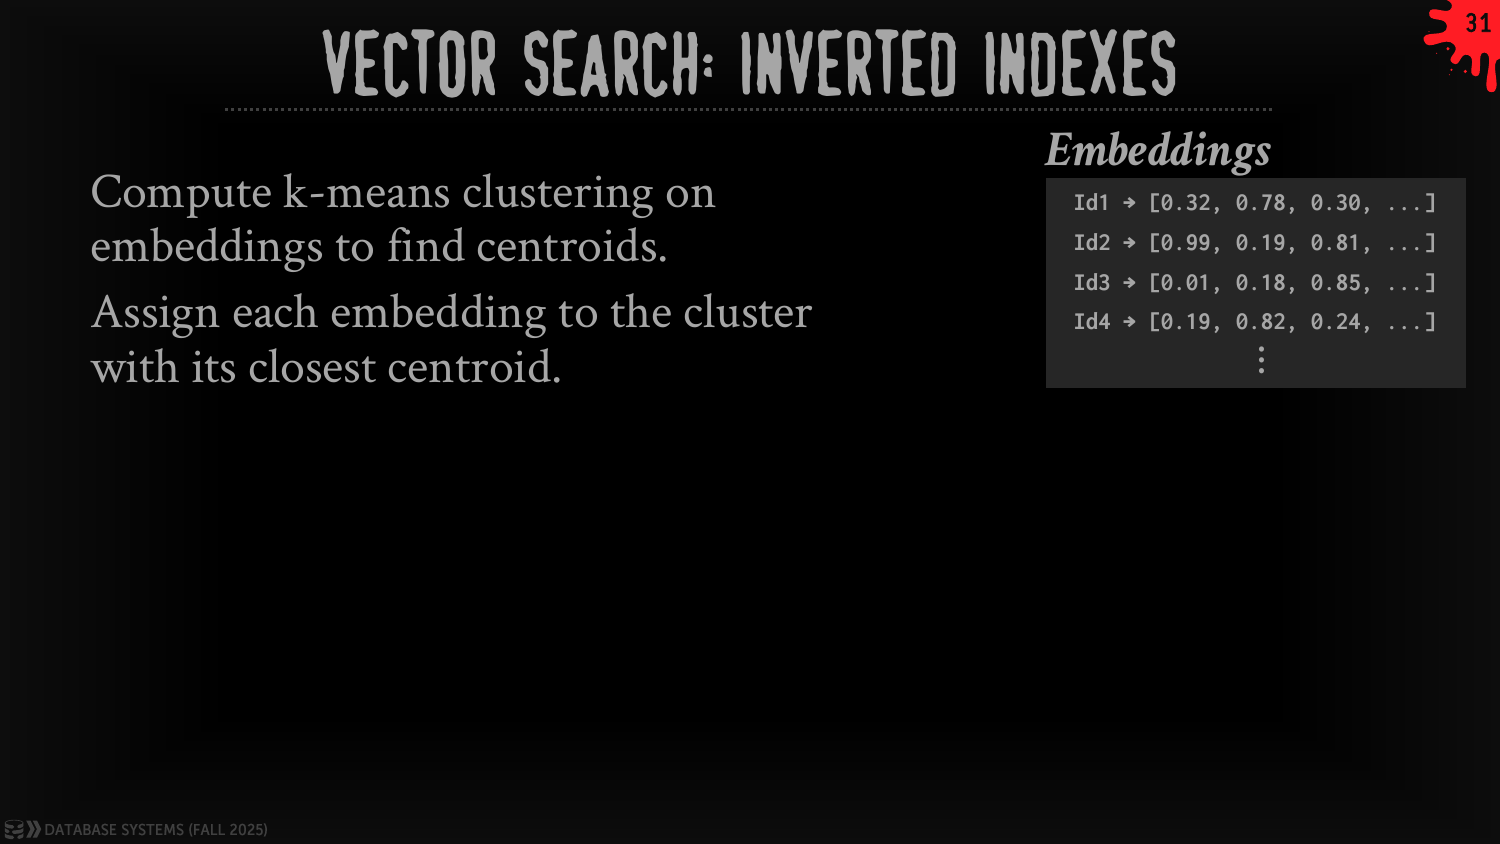 31
VECTOR SEARCH: INVERTED INDEXES
Compute k-means clustering on
embeddings to find centroids.
Assign each embedding to the cluster
with its closest centroid.
Embeddings
Id1 → [0.32, 0.78, 0.30, ...]
Id2 → [0.99, 0.19, 0.81, ...]
Id3 → [0.01, 0.18, 0.85, ...]
Id4 → [0.19, 0.82, 0.24, ...]
⋮
DATABASE SYSTEMS (FALL 2025)